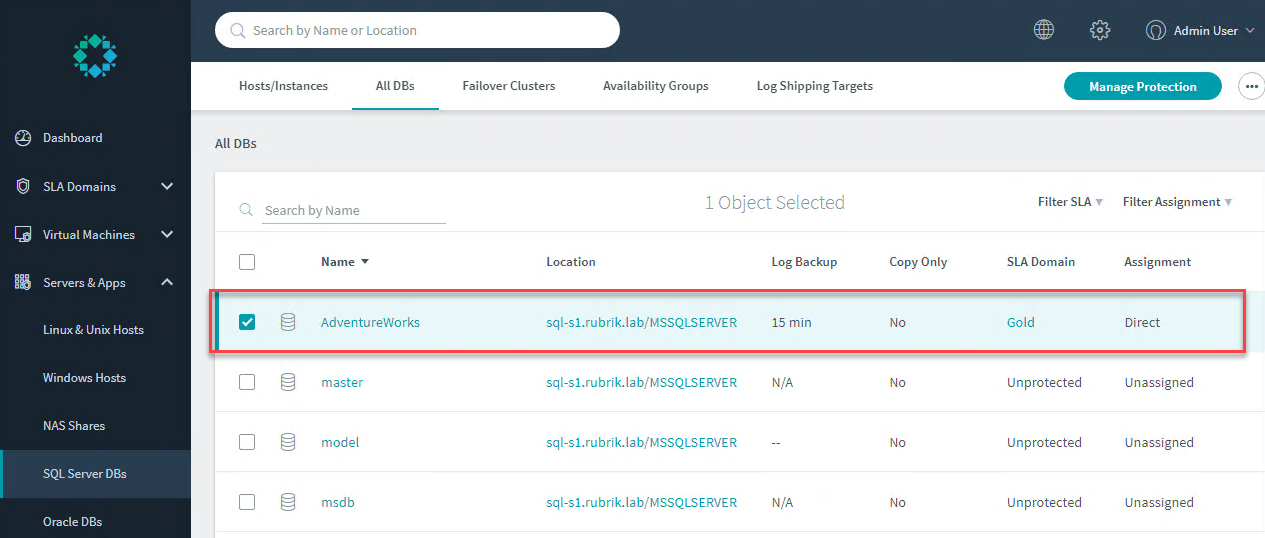 Search by Name or Location
Admin User
Hosts/Instances All DBs Failover Clusters Availability Groups Log Shipping Targets Manage Protection
Dashboard
SLA Domains
Virtual Machines
Servers & Apps
Linux & Unix Hosts
Windows Hosts
NAS Shares
SQL Server DBs
Oracle DBs
All DBs
Search by Name 1 Object Selected Filter SLA Filter Assignment
Name Location Log Backup Copy Only SLA Domain Assignment
AdventureWorks sql-s1.rubrik.lab/MSSQLSERVER 15 min No Gold Direct
master sql-s1.rubrik.lab/MSSQLSERVER N/A No Unprotected Unassigned
model sql-s1.rubrik.lab/MSSQLSERVER -- No Unprotected Unassigned
msdb sql-s1.rubrik.lab/MSSQLSERVER N/A No Unprotected Unassigned